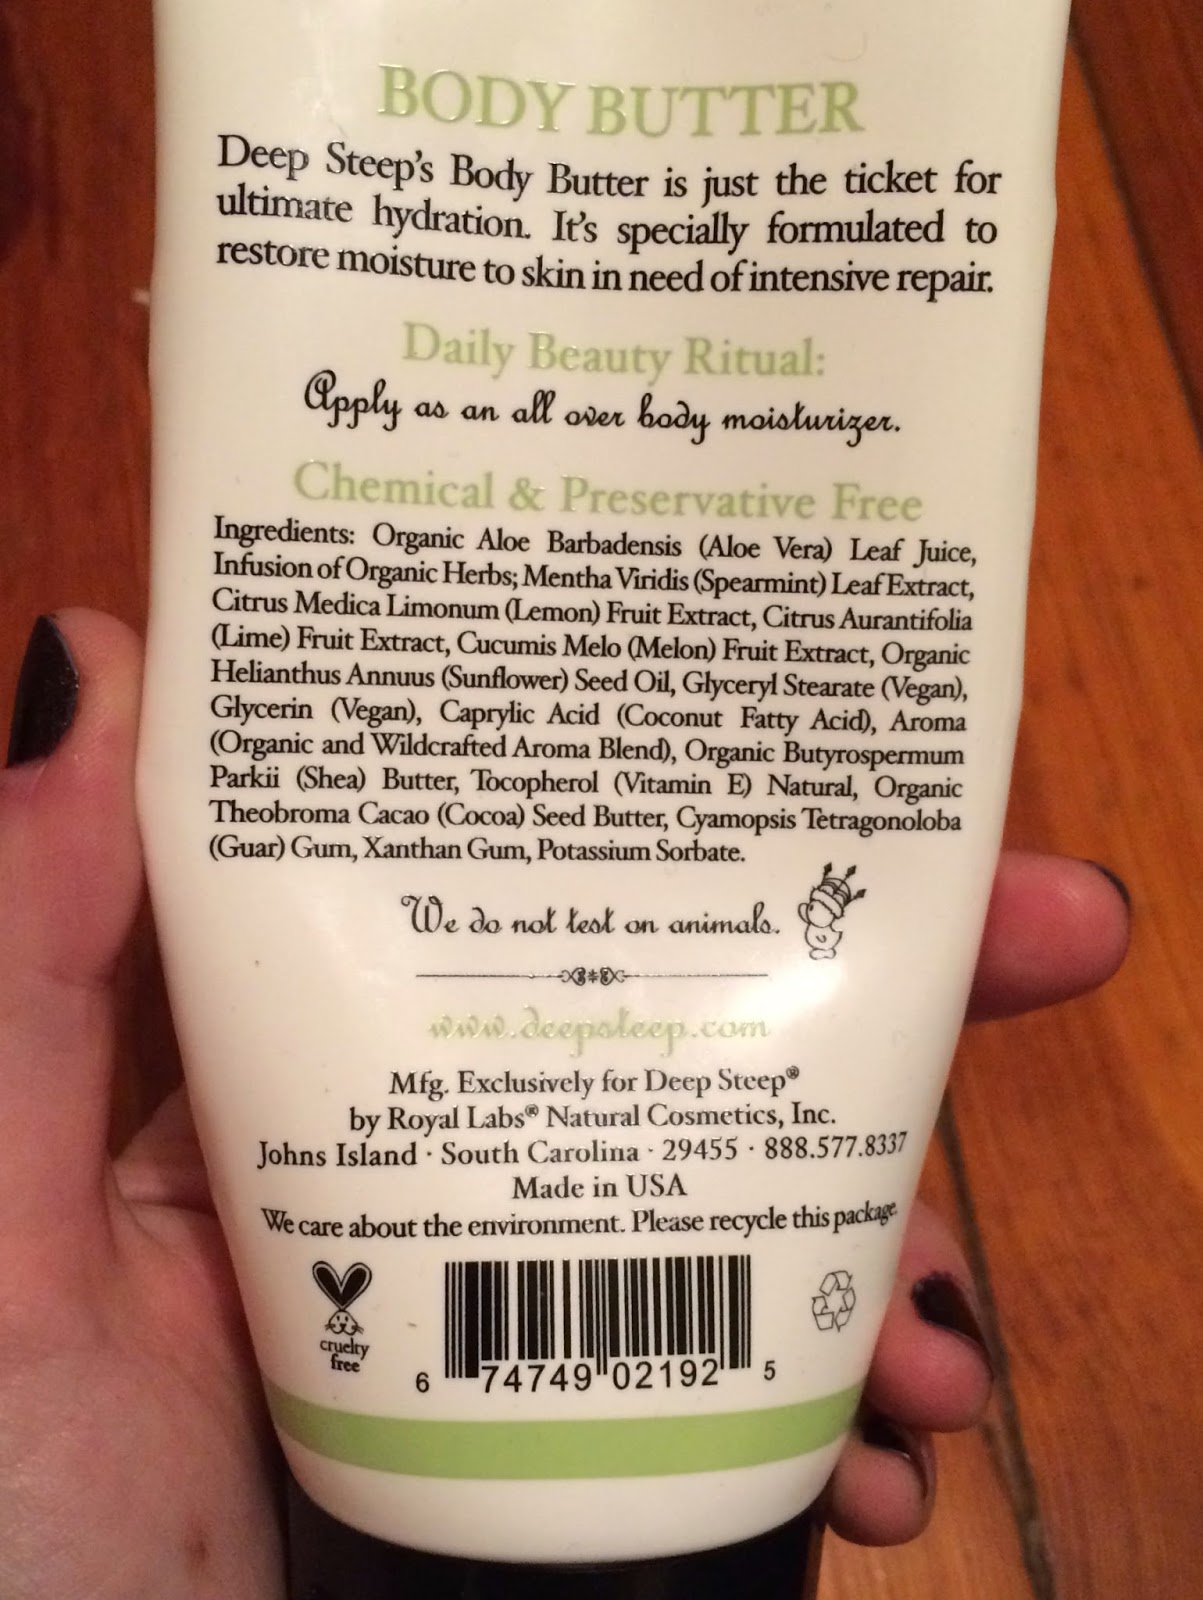 BODY BUTTER
Deep Steep's Body Butter is just the ticket for
ultimate hydration. It's specially formulated to
restore moisture to skin in need of intensive repair.
Daily Beauty Ritual:
Apply as an all over body moisturizer.
Chemical & Preservative Free
Ingredients: Organic Aloe Barbadensis (Aloe Vera) Leaf Juice,
Infusion of Organic Herbs; Mentha Viridis (Spearmint) Leaf Extract,
Citrus Medica Limonum (Lemon) Fruit Extract, Citrus Aurantifolia
(Lime) Fruit Extract, Cucumis Melo (Melon) Fruit Extract, Organic
Helianthus Annuus (Sunflower) Seed Oil, Glyceryl Stearate (Vegan),
Glycerin (Vegan), Caprylic Acid (Coconut Fatty Acid), Aroma
(Organic and Wildcrafted Aroma Blend), Organic Butyrospermum
Parkii (Shea) Butter, Tocopherol (Vitamin E) Natural, Organic
Theobroma Cacao (Cocoa) Seed Butter, Cyamopsis Tetragonoloba
(Guar) Gum, Xanthan Gum, Potassium Sorbate.
We do not test on animals.
www.deepsteep.com
Mfg. Exclusively for Deep Steep®
by Royal Labs® Natural Cosmetics, Inc.
Johns Island · South Carolina · 29455 · 888.577.8337
Made in USA
We care about the environment. Please recycle this package.
cruelty
free
6 74749 02192 5